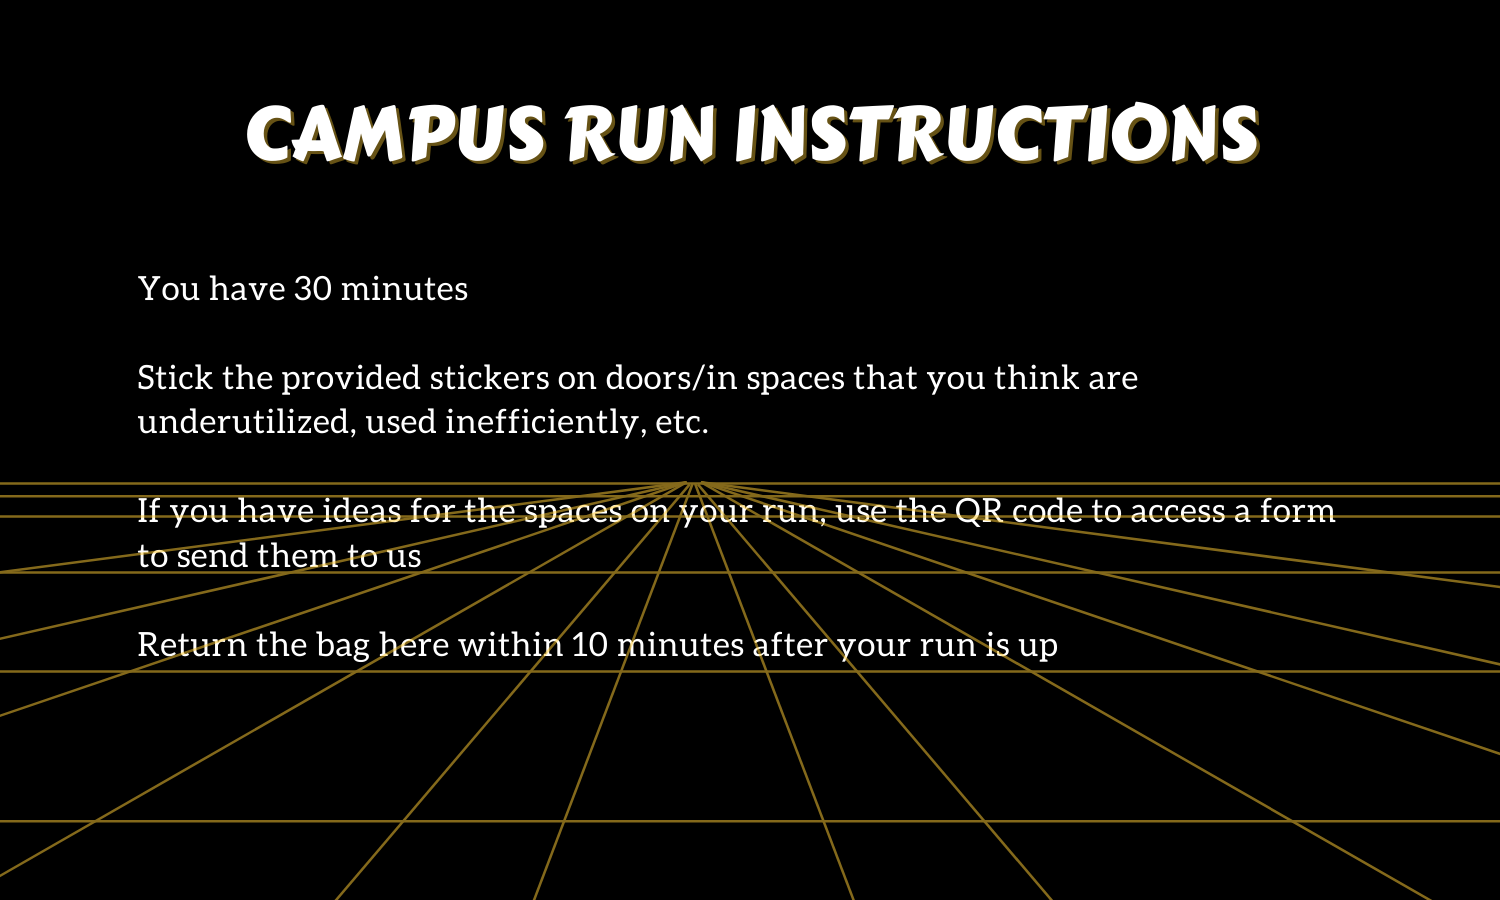 CAMPUS RUN INSTRUCTIONS
You have 30 minutes
Stick the provided stickers on doors/in spaces that you think are
underutilized, used inefficiently, etc.
If you have ideas for the spaces on your run, use the QR code to access a form
to send them to us
Return the bag here within 10 minutes after your run is up